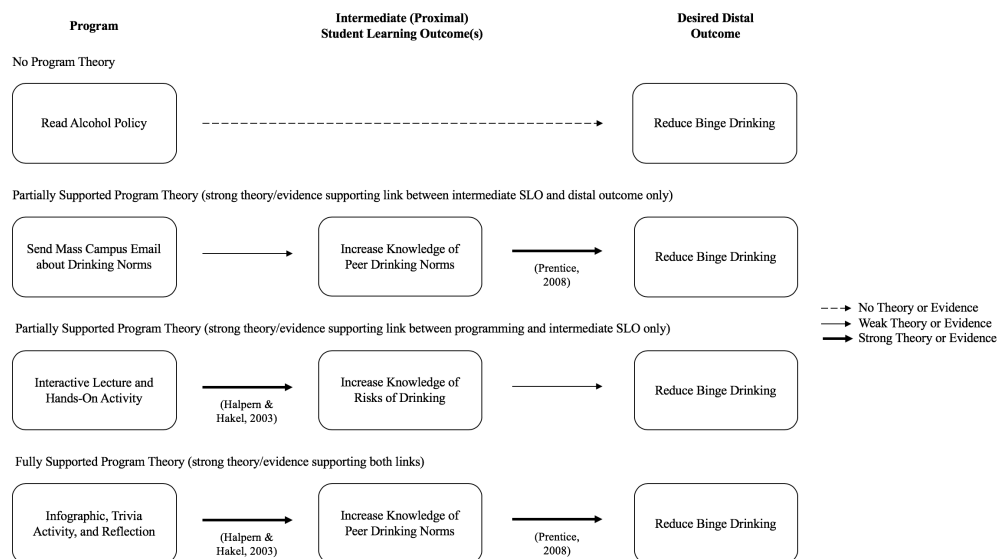 Program
Intermediate (Proximal)
Student Learning Outcome(s)
Desired Distal
Outcome
No Program Theory
Read Alcohol Policy
Reduce Binge Drinking
Partially Supported Program Theory (strong theory/evidence supporting link between intermediate SLO and distal outcome only)
Send Mass Campus Email
about Drinking Norms
Increase Knowledge of
Peer Drinking Norms
(Prentice,
2008)
Reduce Binge Drinking
No Theory or Evidence
Weak Theory or Evidence
Strong Theory or Evidence
Partially Supported Program Theory (strong theory/evidence supporting link between programming and intermediate SLO only)
Interactive Lecture and
Hands-On Activity
(Halpern &
Hakel, 2003)
Increase Knowledge of
Risks of Drinking
Reduce Binge Drinking
Fully Supported Program Theory (strong theory/evidence supporting both links)
Infographic, Trivia
Activity, and Reflection
(Halpern &
Hakel, 2003)
Increase Knowledge of
Peer Drinking Norms
(Prentice,
2008)
Reduce Binge Drinking